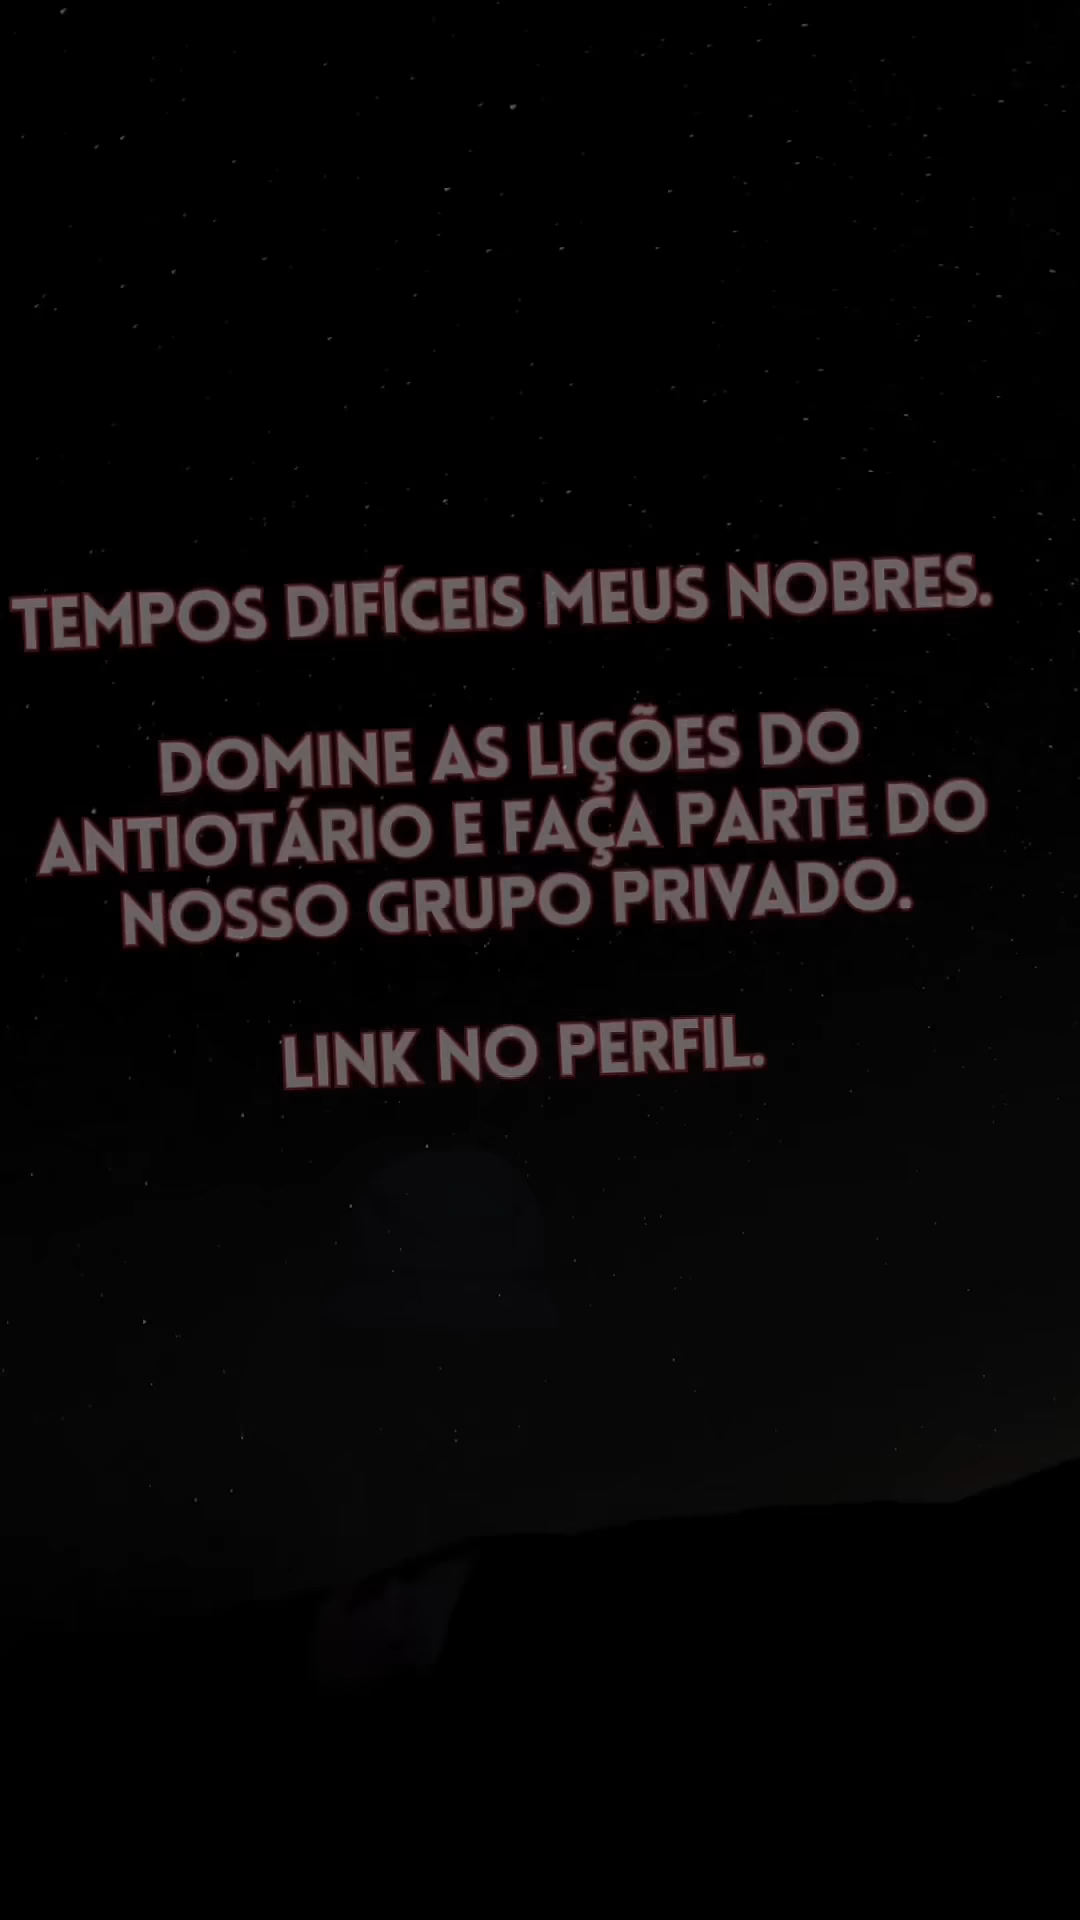 TEMPOS DIFÍCEIS MEUS NOBRES.
DOMINE AS LIÇÕES DO
ANTIOTÁRIO E FAÇA PARTE DO
NOSSO GRUPO PRIVADO.
LINK NO PERFIL.